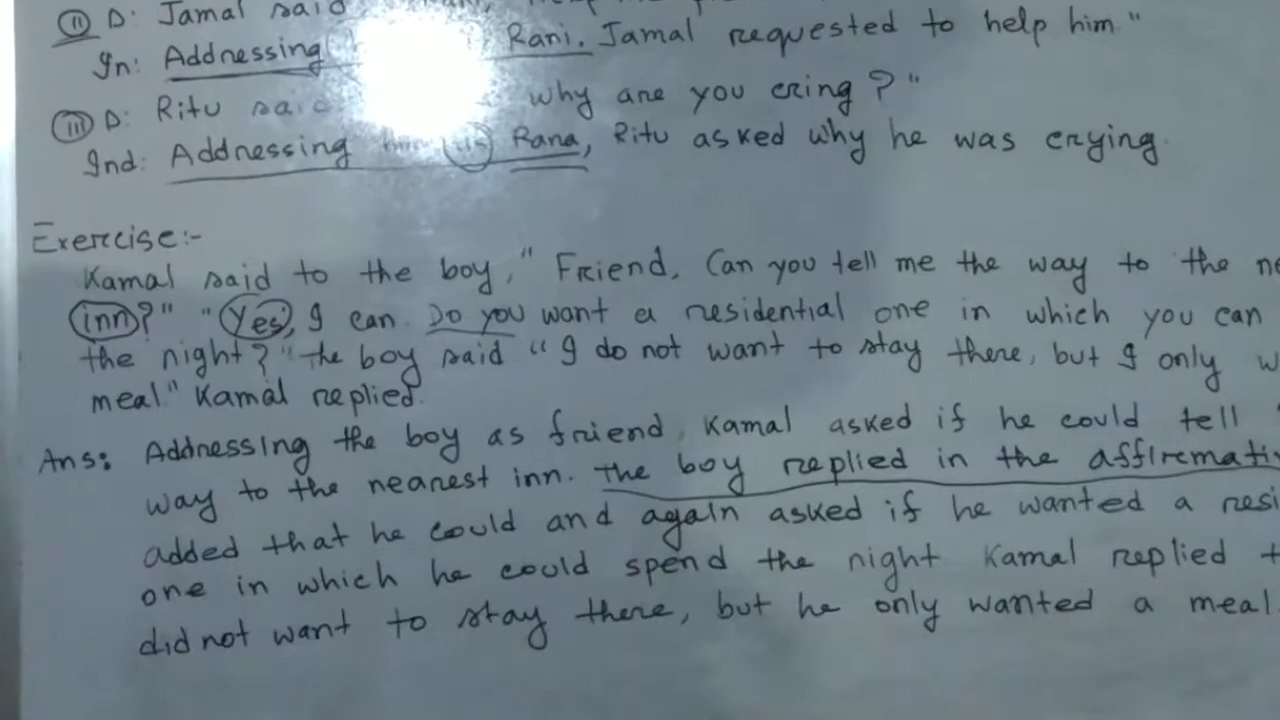 (ii) D: Jamal said
In: Addressing Rani, Jamal requested to help him"
(iii) D: Ritu said why are you cring?"
Ind: Addressing Rana, Ritu asked why he was crying.
Exercise:-
Kamal said to the boy, "Friend, Can you tell me the way to the
inn?" "Yes, I can. Do you want a residential one in which you can
the night?" the boy said "I do not want to stay there, but I only
meal" Kamal replied.
Ans: Addressing the boy as friend, Kamal asked if he could tell
way to the nearest inn. The boy replied in the
added that he could and again asked if he wanted a
one in which he could spend the night Kamal replied
did not want to stay there, but he only wanted a meal.